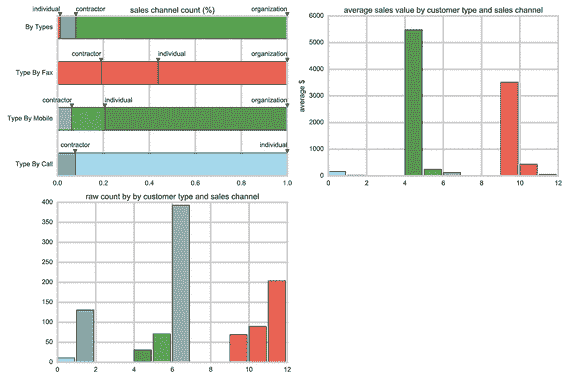 sales channel count (%)
individual contractor organization
By Types
contractor individual organization
Type By Fax
contractor individual organization
Type By Mobile
contractor individual
Type By Call
0.0 0.2 0.4 0.6 0.8 1.0
average sales value by customer type and sales channel
average $
6000
5000
4000
3000
2000
1000
0
0 2 4 6 8 10 12
raw count by by customer type and sales channel
400
350
300
250
200
150
100
50
0
0 2 4 6 8 10 12